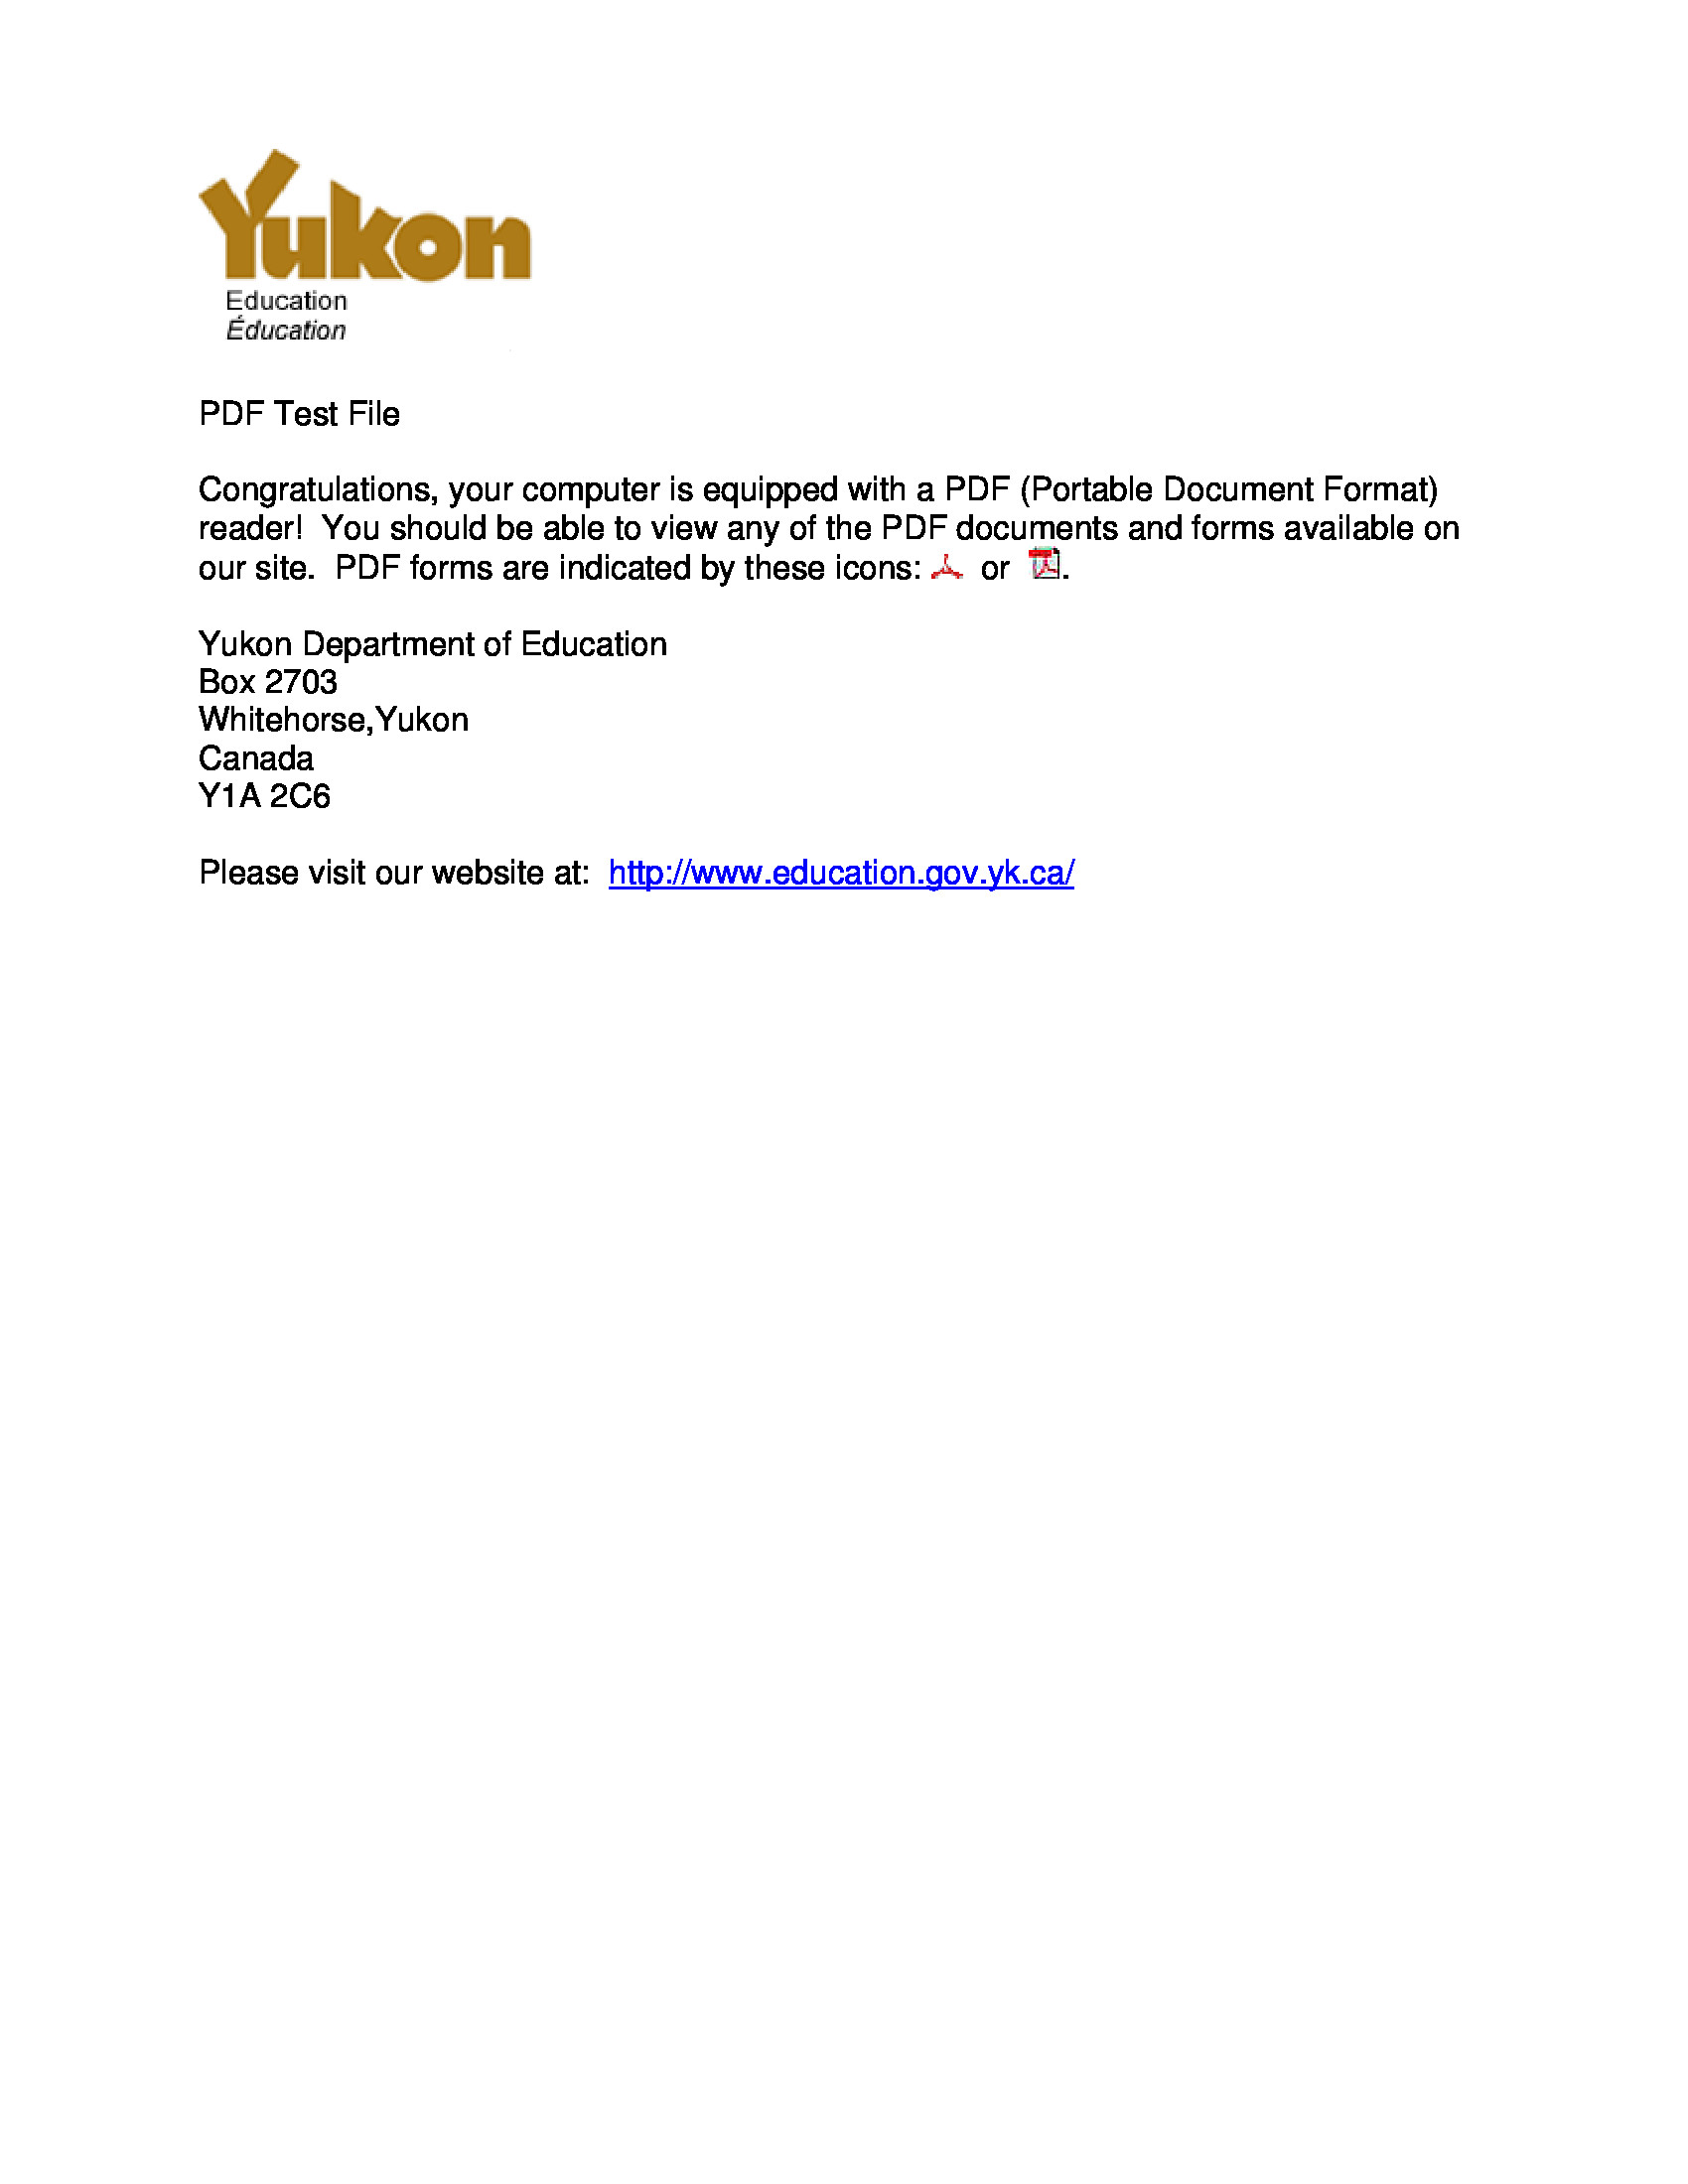 Yukon
Education
Éducation
PDF Test File
Congratulations, your computer is equipped with a PDF (Portable Document Format)
reader!  You should be able to view any of the PDF documents and forms available on
our site.  PDF forms are indicated by these icons: or .
Yukon Department of Education
Box 2703
Whitehorse,Yukon
Canada
Y1A 2C6
Please visit our website at:  http://www.education.gov.yk.ca/